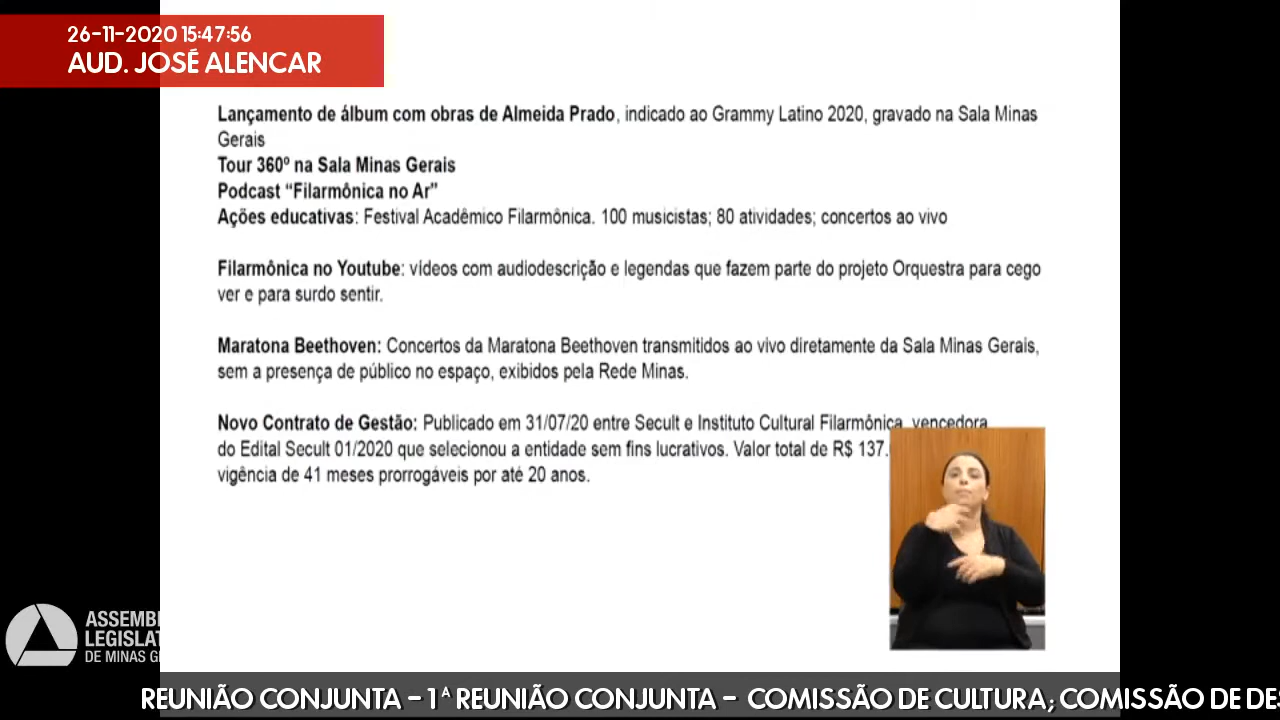 26-11-2020 15:47:56
AUD. JOSÉ ALENCAR
Lançamento de álbum com obras de Almeida Prado, indicado ao Grammy Latino 2020, gravado na Sala Minas
Gerais
Tour 360º na Sala Minas Gerais
Podcast “Filarmônica no Ar”
Ações educativas: Festival Acadêmico Filarmônica. 100 musicistas; 80 atividades; concertos ao vivo
Filarmônica no Youtube: vídeos com audiodescrição e legendas que fazem parte do projeto Orquestra para cego
ver e para surdo sentir.
Maratona Beethoven: Concertos da Maratona Beethoven transmitidos ao vivo diretamente da Sala Minas Gerais,
sem a presença de público no espaço, exibidos pela Rede Minas.
Novo Contrato de Gestão: Publicado em 31/07/20 entre Secult e Instituto Cultural Filarmônica, vencedora
do Edital Secult 01/2020 que selecionou a entidade sem fins lucrativos. Valor total de R$ 137.
vigência de 41 meses prorrogáveis por até 20 anos.
ASSEMBL
LEGISLAT
DE MINAS GE
REUNIÃO CONJUNTA – 1ª REUNIÃO CONJUNTA – COMISSÃO DE CULTURA; COMISSÃO DE DES